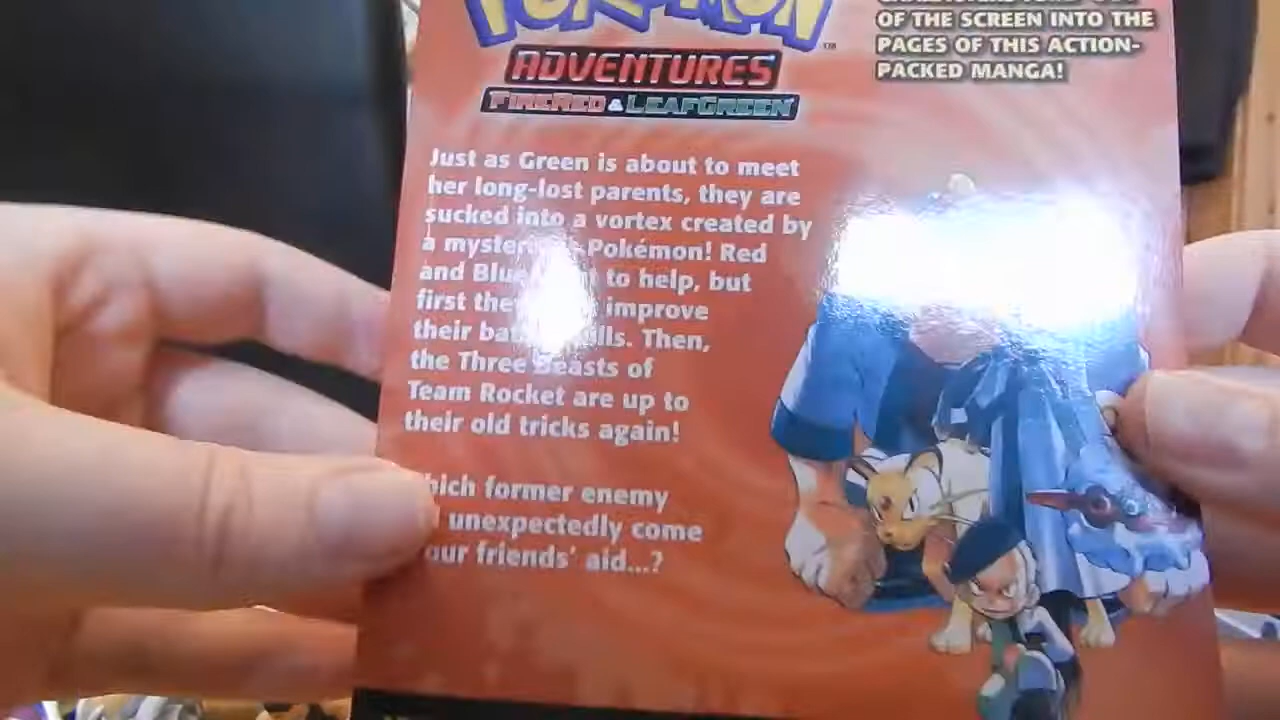 POKéMON
ADVENTURES
FIRERED & LEAFGREEN
OF THE SCREEN INTO THE
PAGES OF THIS ACTION-
PACKED MANGA!
Just as Green is about to meet
her long-lost parents, they are
sucked into a vortex created by
a Pokémon! Red
and Blue to help, but
first improve
their Then,
the Three Beasts of
Team Rocket are up to
their old tricks again!
former enemy
unexpectedly come
friends' aid...?